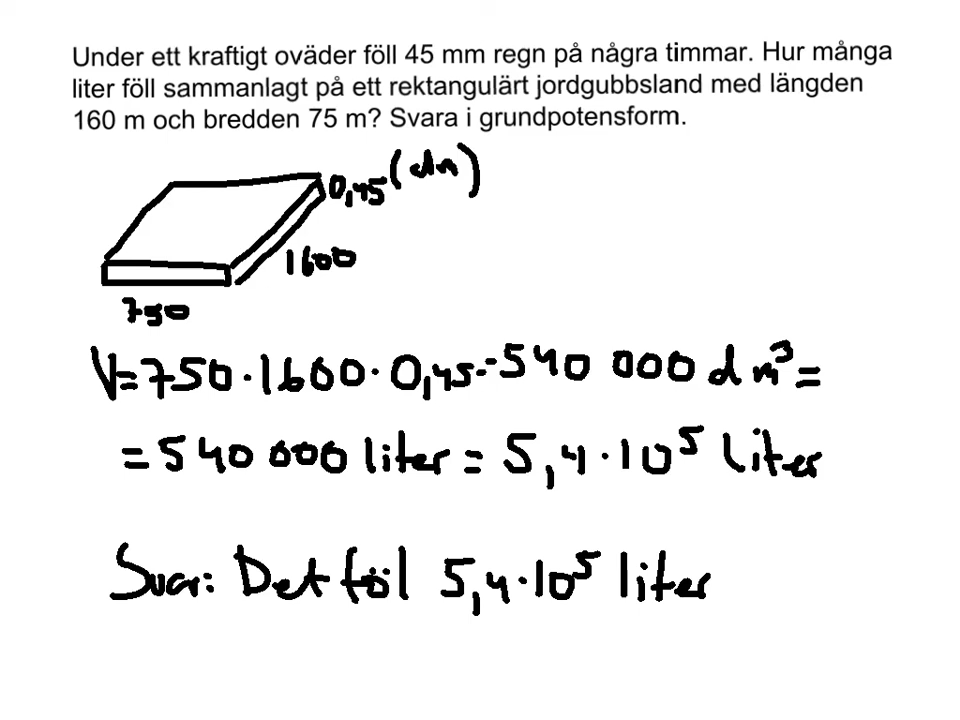 Under ett kraftigt oväder föll 45 mm regn på några timmar. Hur många
liter föll sammanlagt på ett rektangulärt jordgubbsland med längden
160 m och bredden 75 m? Svara i grundpotensform.
0,45 (dm)
1600
750
V=750·1600·0,45=540 000 dm³=
=540 000 liter=5,4·10⁵ liter
Svar: Det föl 5,4·10⁵ liter